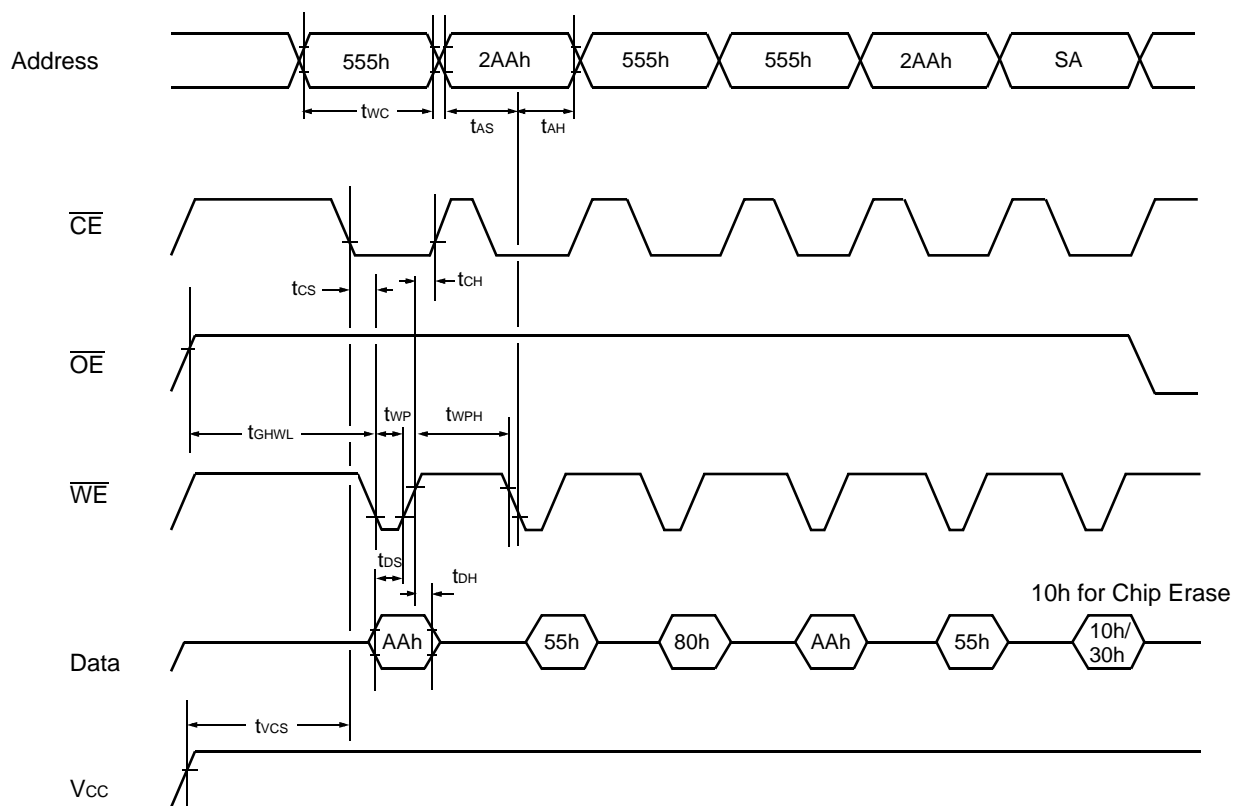 Address 555h 2AAh 555h 555h 2AAh SA
tWC tAS tAH
CE
tCS tCH
OE
tGHWL tWP tWPH
WE
tDS tDH
10h for Chip Erase
Data AAh 55h 80h AAh 55h 10h/
30h
tVCS
VCC